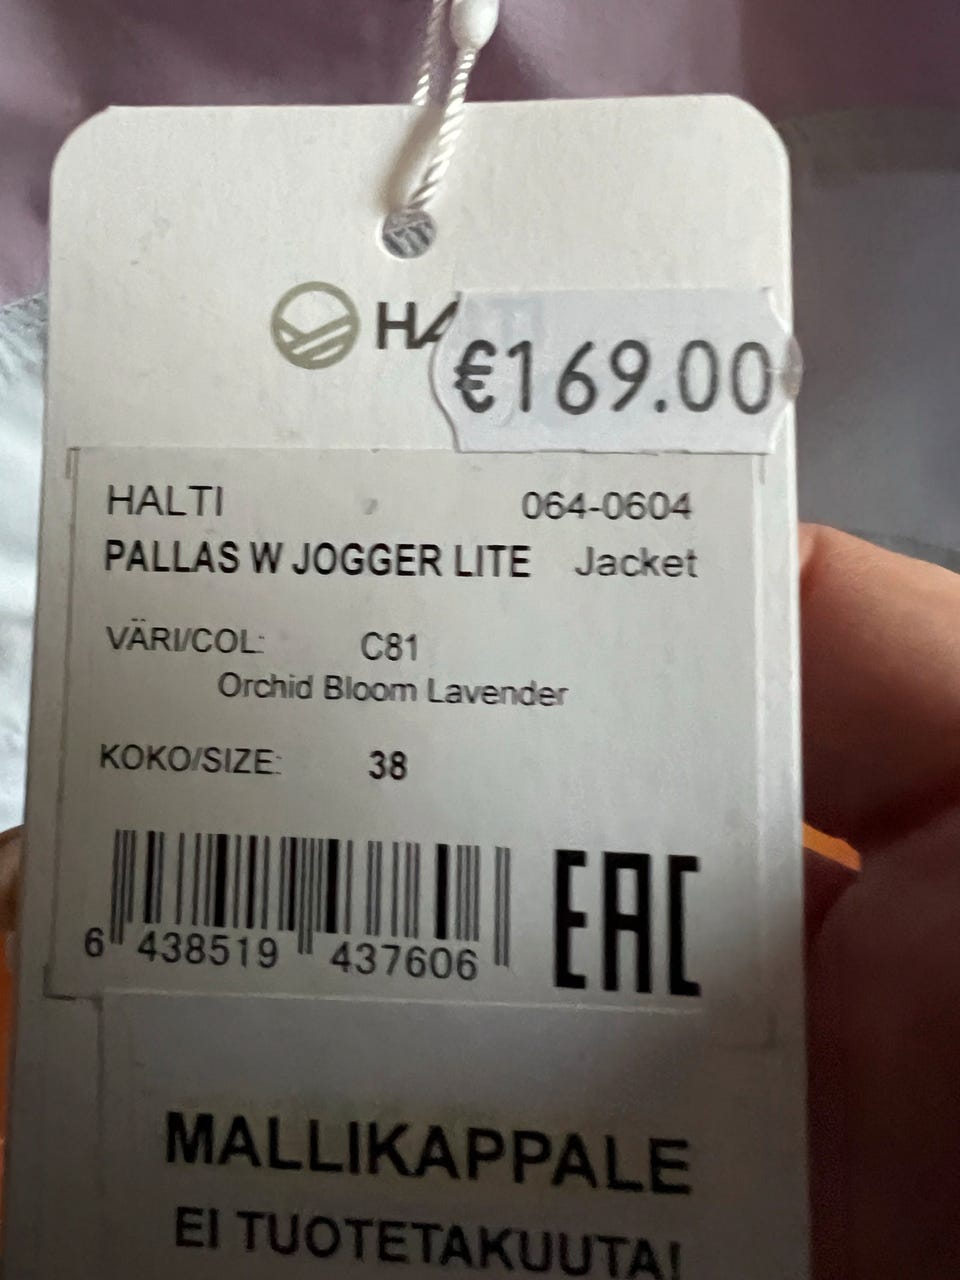 HA
€169.00
HALTI 064-0604
PALLAS W JOGGER LITE Jacket
VÄRI/COL: C81
Orchid Bloom Lavender
KOKO/SIZE: 38
6 438519 437606
EAC
MALLIKAPPALE
EI TUOTETAKUUTA!